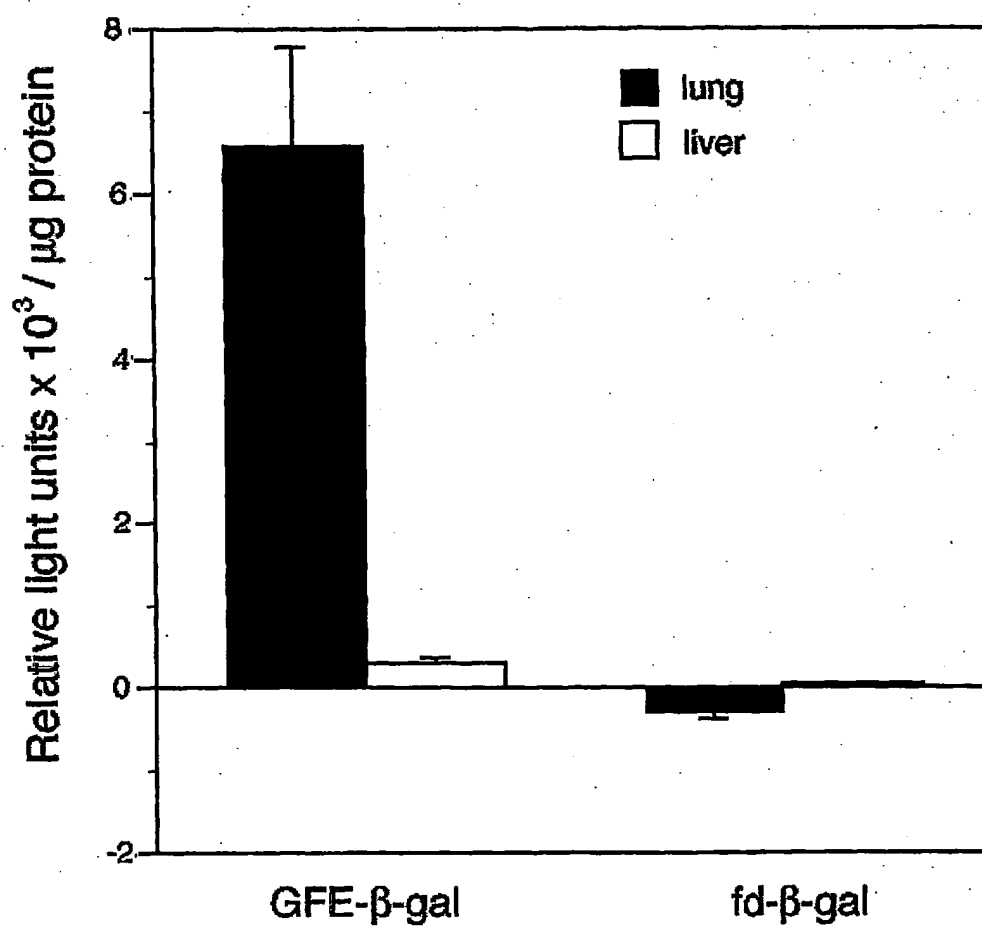 Relative light units x 10³ / µg protein
8
6
4
2
0
-2
lung
liver
GFE-β-gal
fd-β-gal